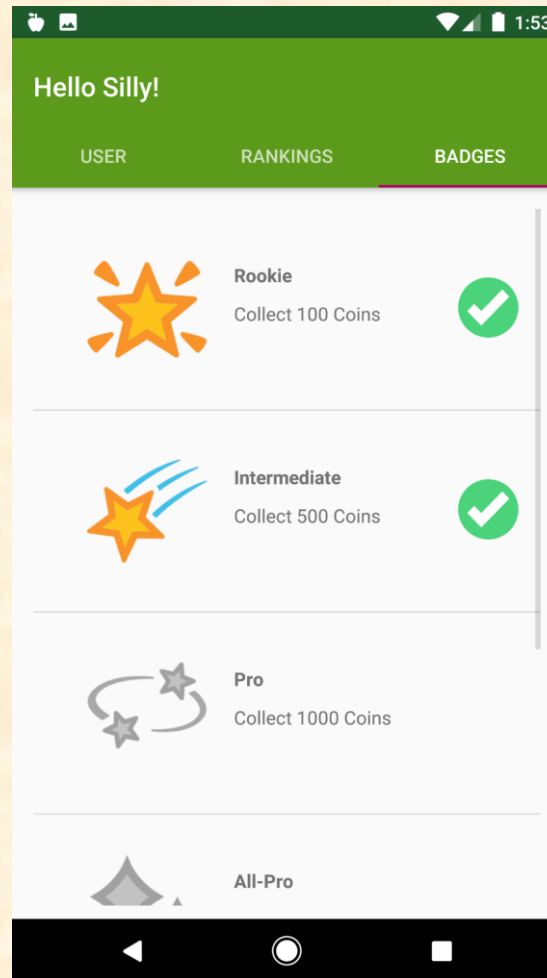 1:53
Hello Silly!
USER RANKINGS BADGES
Rookie
Collect 100 Coins
Intermediate
Collect 500 Coins
Pro
Collect 1000 Coins
All-Pro